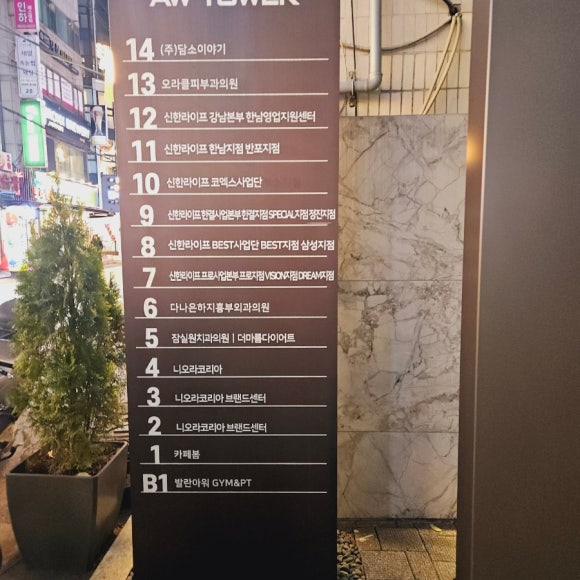 AW TOWER
14 (주)담소이야기
13 오라클피부과의원
12 신한라이프 강남본부 한남영업지원센터
11 신한라이프 한남지점 반포지점
10 신한라이프 코엑스사업단
9 신한라이프 한결사업본부 한결지점 SPECIAL지점 정진지점
8 신한라이프 BEST사업단 BEST지점 삼성지점
7 신한라이프 프로사업본부 프로지점 VISION지점 DREAM지점
6 다나은하지흉부외과의원
5 잠실원치과의원 | 더마름다이어트
4 니오라코리아
3 니오라코리아 브랜드센터
2 니오라코리아 브랜드센터
1 카페봄
B1 발란아워 GYM&PT